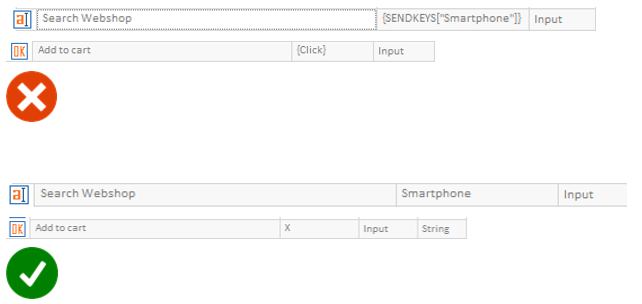 a Search Webshop {SENDKEYS["Smartphone"]} Input
OK Add to cart {Click} Input
a Search Webshop Smartphone Input
OK Add to cart X Input String